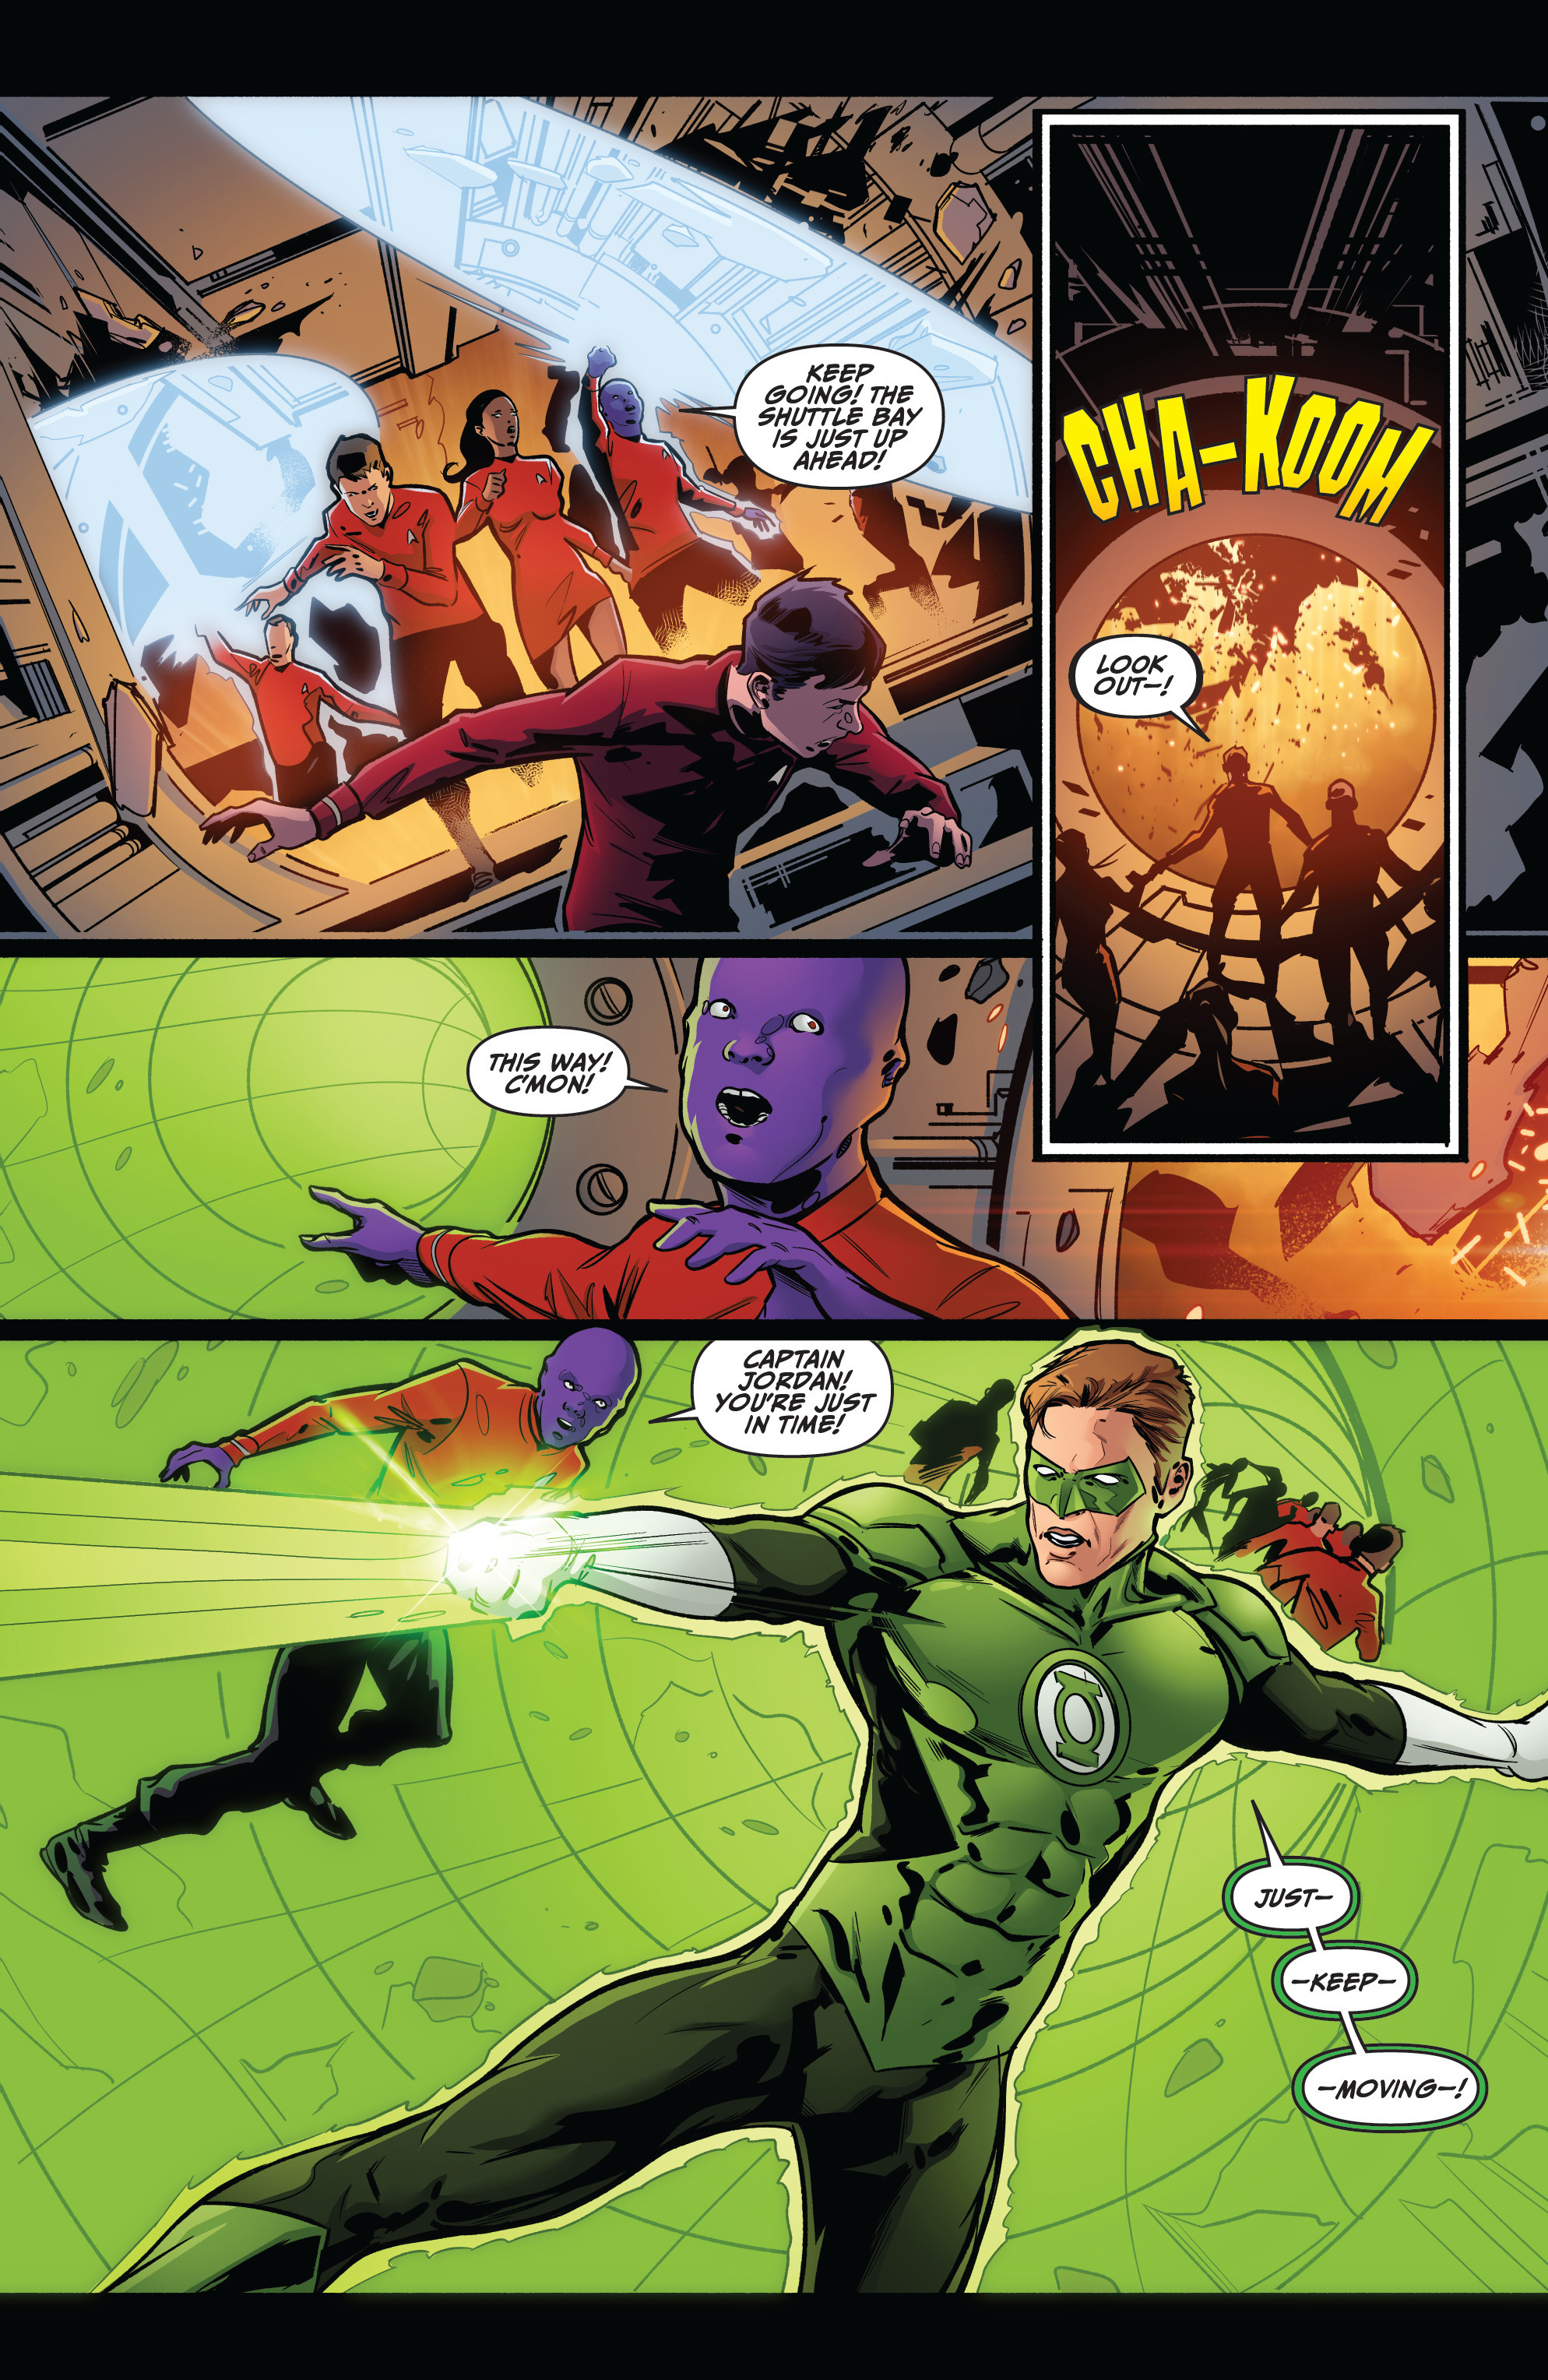 KEEP
GOING! THE
SHUTTLE BAY
IS JUST UP
AHEAD!
CHA-KOOM
LOOK
OUT—!
THIS WAY!
C'MON!
CAPTAIN
JORDAN!
YOU'RE JUST
IN TIME!
JUST—
—KEEP—
—MOVING—!